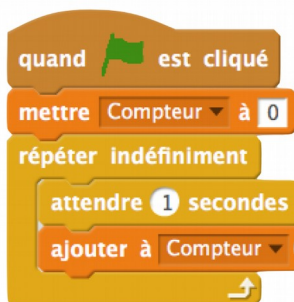 quand est cliqué
mettre Compteur à 0
répéter indéfiniment
attendre 1 secondes
ajouter à Compteur